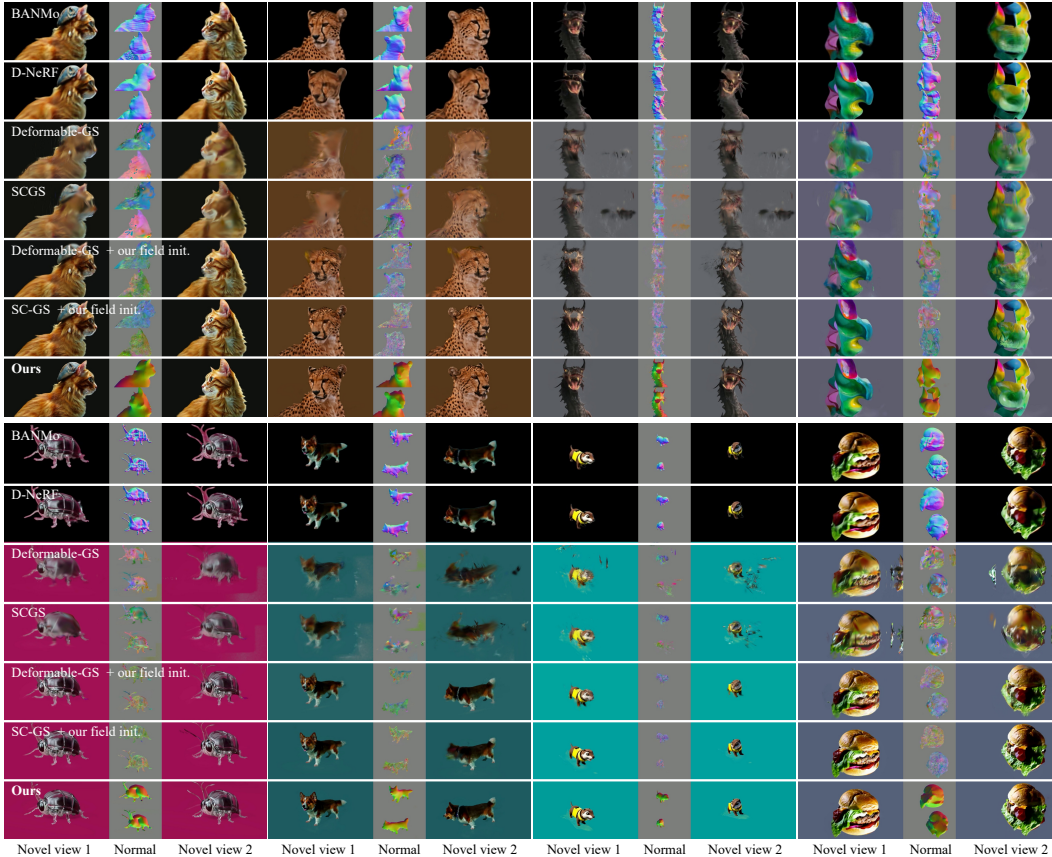 BANMo
D-NeRF
Deformable-GS
SCGS
Deformable-GS + our field init.
SC-GS + our field init.
Ours
BANMo
D-NeRF
Deformable-GS
SCGS
Deformable-GS + our field init.
SC-GS + our field init.
Ours
Novel view 1 Normal Novel view 2 Novel view 1 Normal Novel view 2 Novel view 1 Normal Novel view 2 Novel view 1 Normal Novel view 2